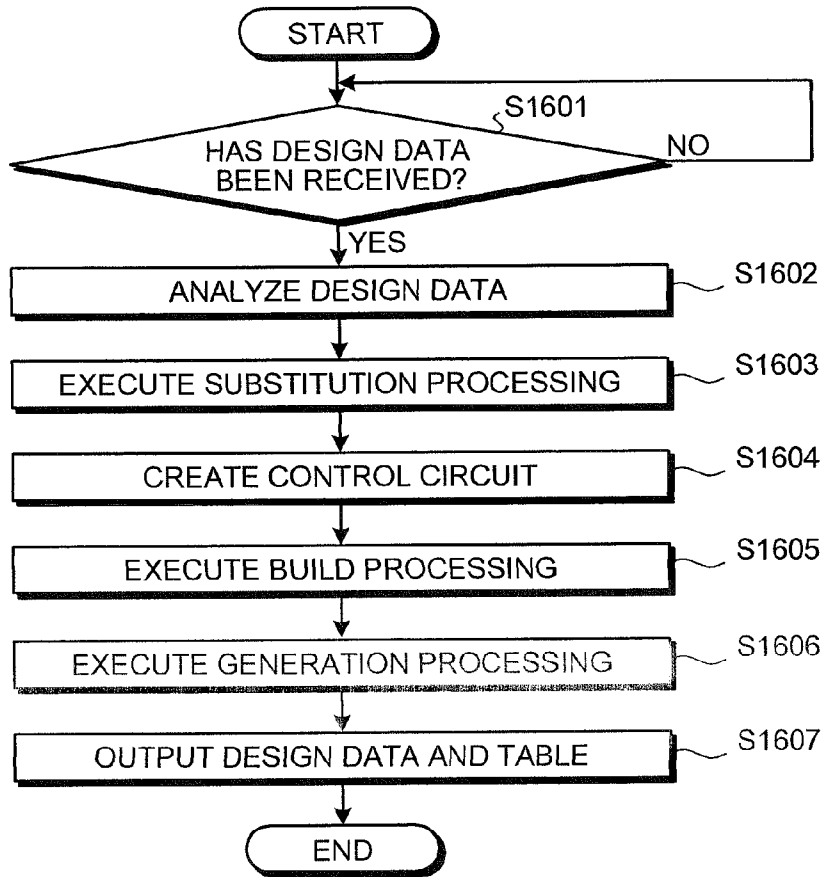 START
S1601
HAS DESIGN DATA
BEEN RECEIVED?
NO
YES
ANALYZE DESIGN DATA
S1602
EXECUTE SUBSTITUTION PROCESSING
S1603
CREATE CONTROL CIRCUIT
S1604
EXECUTE BUILD PROCESSING
S1605
EXECUTE GENERATION PROCESSING
S1606
OUTPUT DESIGN DATA AND TABLE
S1607
END